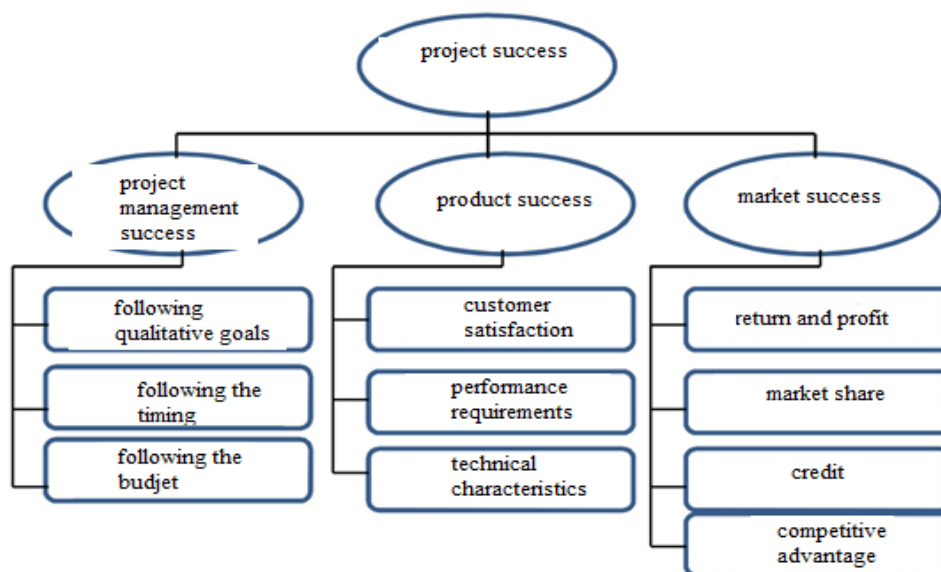 project success
project
management
success
product success
market success
following
qualitative goals
following the
timing
following the
budjet
customer
satisfaction
performance
requirements
technical
characteristics
return and profit
market share
credit
competitive
advantage